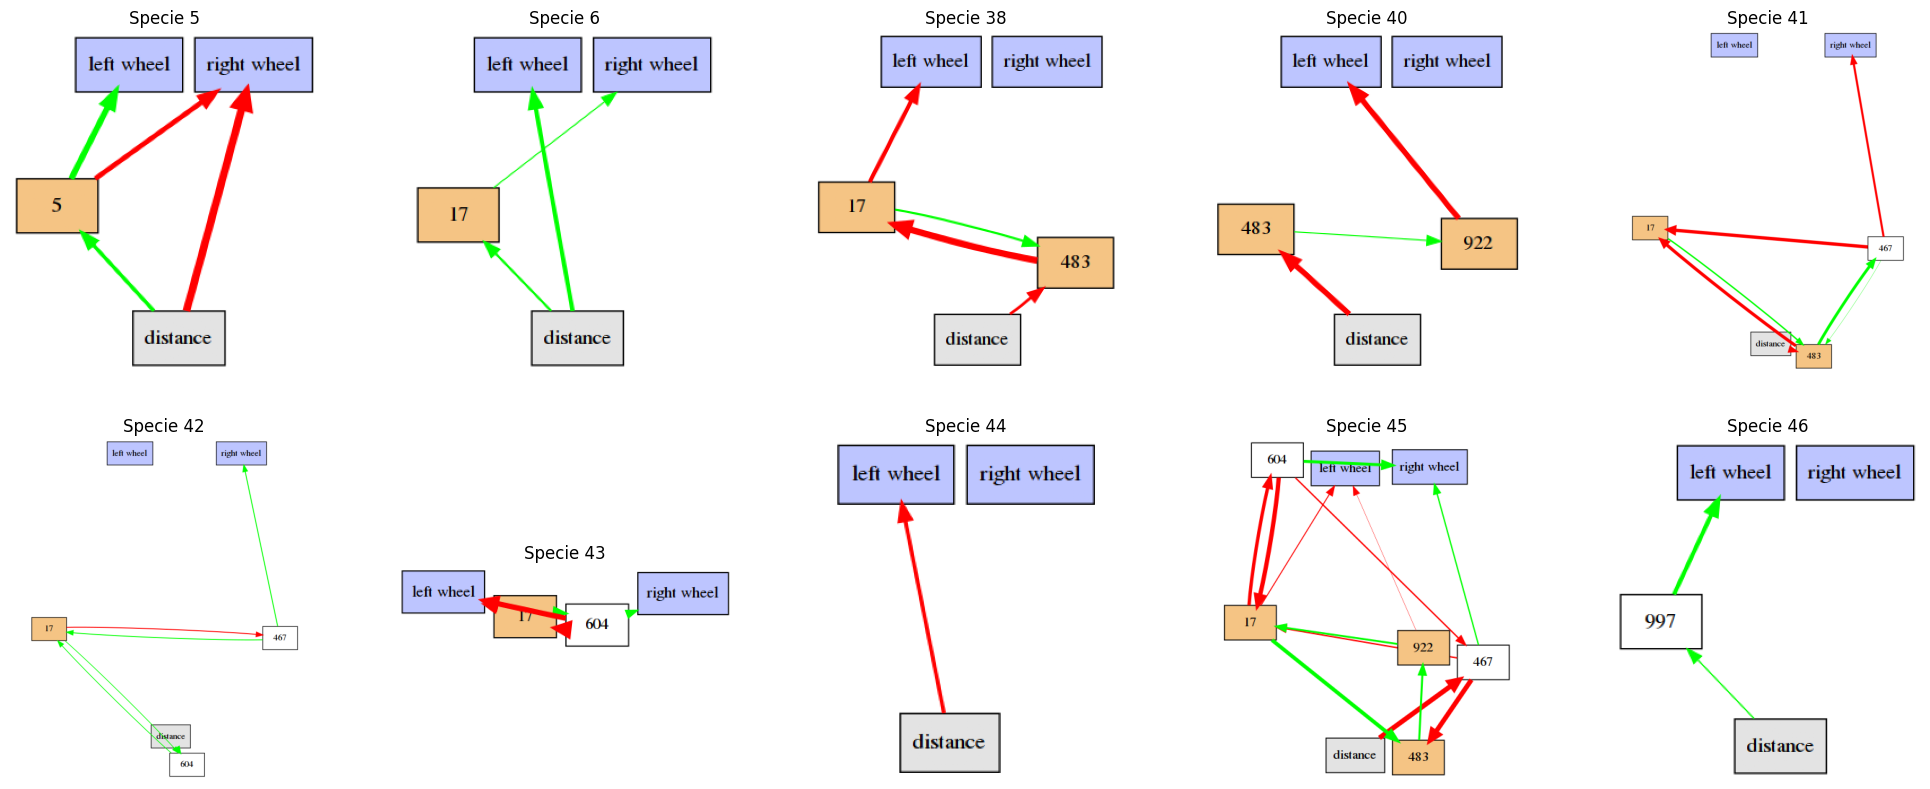 Specie 5
left wheel
right wheel
5
distance
Specie 6
left wheel
right wheel
17
distance
Specie 38
left wheel
right wheel
17
483
distance
Specie 40
left wheel
right wheel
483
922
distance
Specie 41
left wheel
right wheel
17
467
distance
483
Specie 42
left wheel
right wheel
17
467
distance
604
Specie 43
left wheel
right wheel
17
604
Specie 44
left wheel
right wheel
distance
Specie 45
604
left wheel
right wheel
17
922
467
distance
483
Specie 46
left wheel
right wheel
997
distance